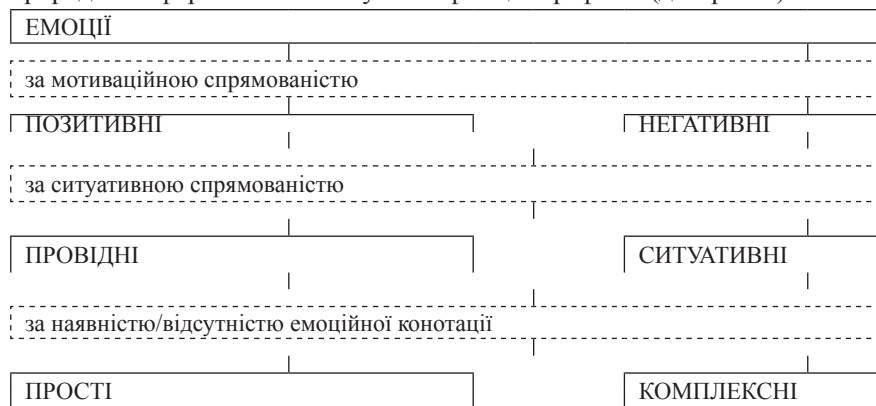 ЕМОЦІЇ
за мотиваційною спрямованістю
ПОЗИТИВНІ НЕГАТИВНІ
за ситуативною спрямованістю
ПРОВІДНІ СИТУАТИВНІ
за наявністю/відсутністю емоційної конотації
ПРОСТІ КОМПЛЕКСНІ